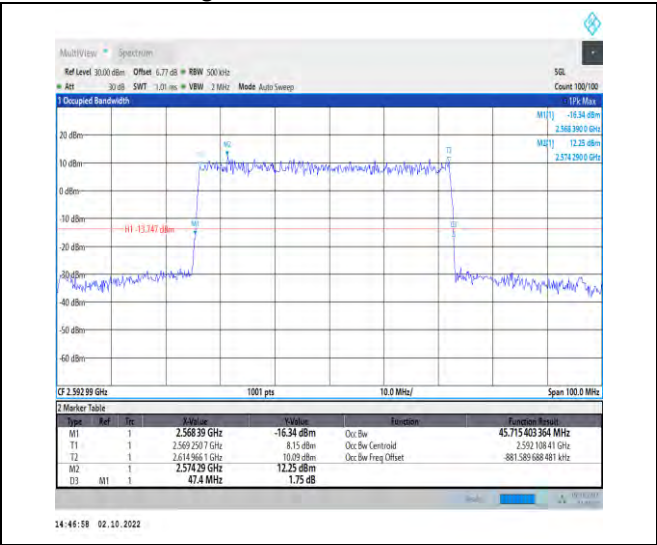 MultiView Spectrum
Ref Level 30.00 dBm Offset 6.77 dB RBW 500 kHz SGL
Att 30 dB SWT 1.01 ms VBW 2 MHz Mode Auto Sweep Count 100/100
1 Occupied Bandwidth 1Pk Max
M1[1] -16.34 dBm
2.568 390 0 GHz
M2[1] 12.25 dBm
2.574 290 0 GHz
20 dBm
M2
10 dBm
0 dBm
-10 dBm
H1 -13.747 dBm
-20 dBm
-30 dBm
-40 dBm
-50 dBm
-60 dBm
CF 2.592 99 GHz 1001 pts 10.0 MHz/ Span 100.0 MHz
2 Marker Table
Type Ref Trc X-Value Y-Value Function Function Result
M1 1 2.568 39 GHz -16.34 dBm Occ Bw 45.715 403 364 MHz
T1 1 2.569 250 7 GHz 8.15 dBm Occ Bw Centroid 2.592 108 41 GHz
T2 1 2.614 966 1 GHz 10.09 dBm Occ Bw Freq Offset -881.589 688 481 kHz
M2 1 2.574 29 GHz 12.25 dBm
D3 M1 1 47.4 MHz 1.75 dB
14:46:58 02.10.2022